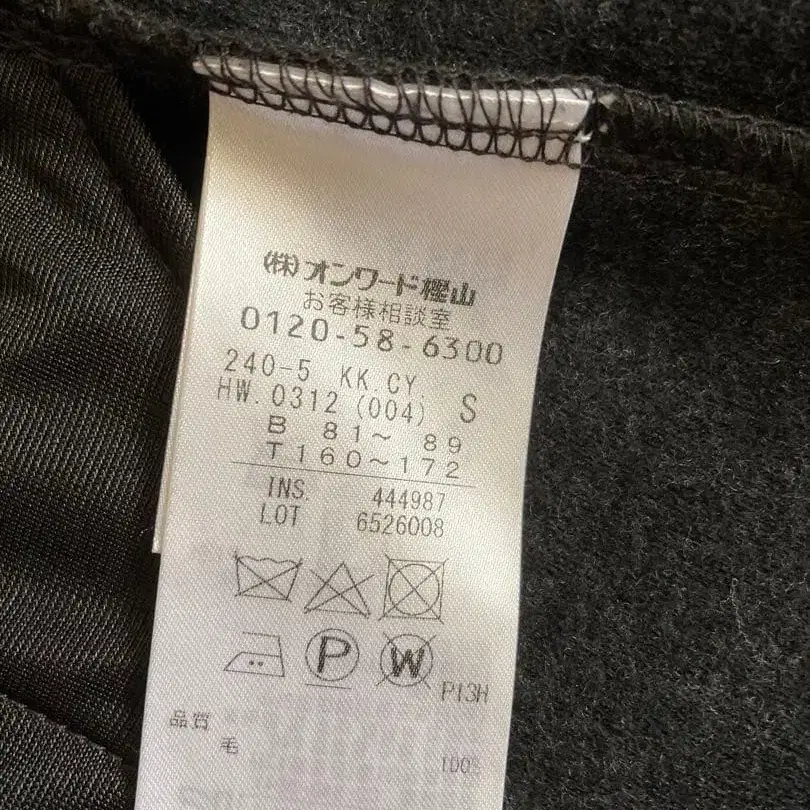 (株)オンワード樫山
お客様相談室
0120-58-6300
240-5 KK.CY. S
HW.0312 (004)
B 81~ 89
T160~172
INS. 444987
LOT 6526008
P W
P13H
品質
毛